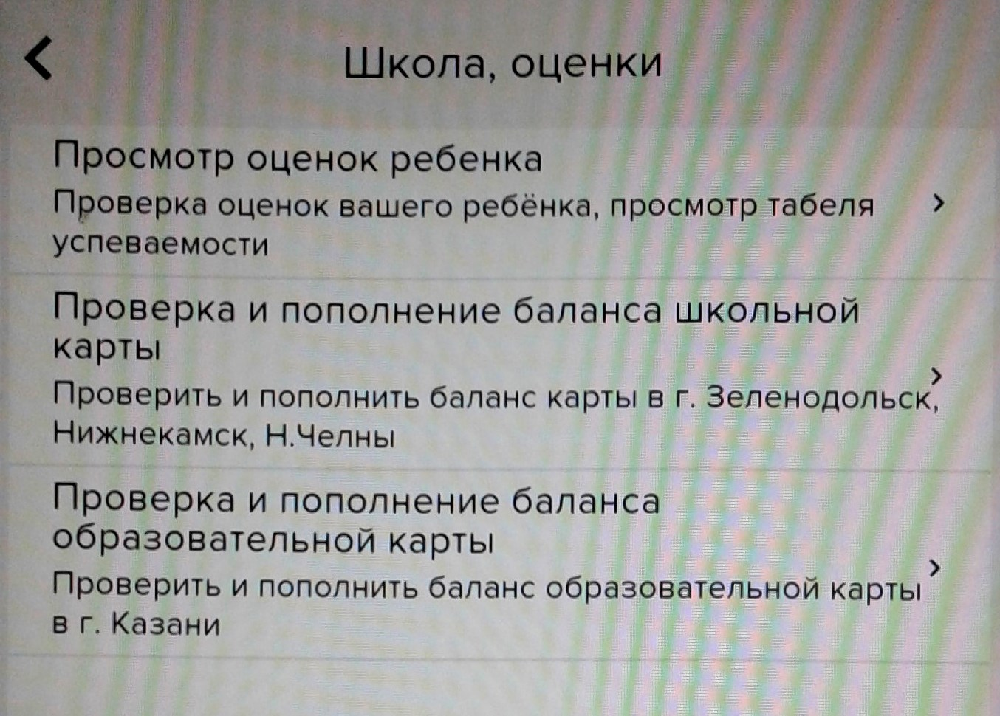 Школа, оценки
Просмотр оценок ребенка
Проверка оценок вашего ребёнка, просмотр табеля
успеваемости
Проверка и пополнение баланса школьной
карты
Проверить и пополнить баланс карты в г. Зеленодольск,
Нижнекамск, Н.Челны
Проверка и пополнение баланса
образовательной карты
Проверить и пополнить баланс образовательной карты
в г. Казани